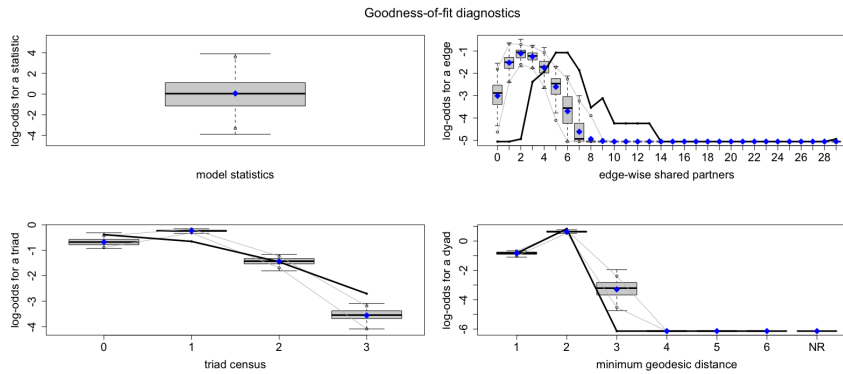 Goodness-of-fit diagnostics
log-odds for a statistic
4
2
0
-2
-4
model statistics
log-odds for a edge
-1
-2
-3
-4
-5
0 2 4 6 8 10 12 14 16 18 20 22 24 26 29
edge-wise shared partners
log-odds for a triad
0
-1
-2
-3
-4
0 1 2 3
triad census
log-odds for a dyad
0
-2
-4
-6
1 2 3 4 5 6 NR
minimum geodesic distance